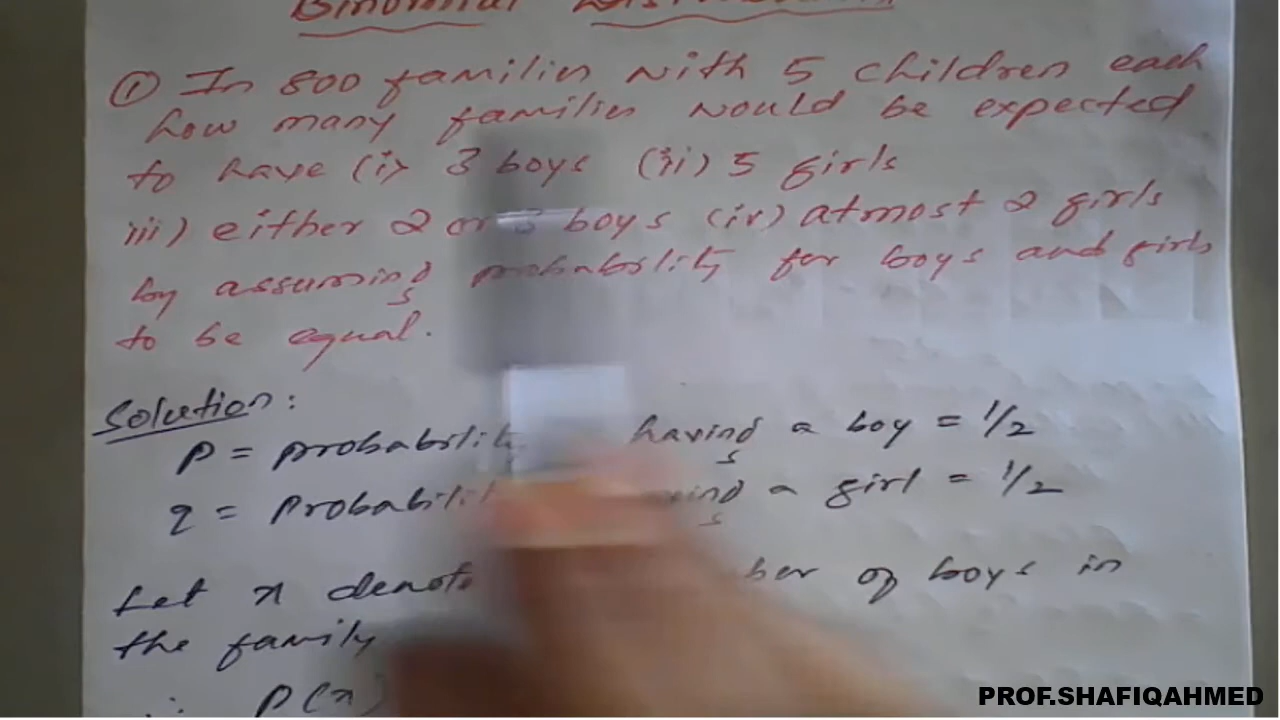 Binomial Distribution
① In 800 families with 5 children each
how many families would be expected
to have (i) 3 boys (ii) 5 girls
iii) either 2 or 3 boys (iv) atmost 2 girls
by assuming probability for boys and girls
to be equal.
Solution:
p = probability having a boy = 1/2
q = Probability a girl = 1/2
Let x denote of boys in
the family
∴ P(x)
PROF.SHAFIQAHMED